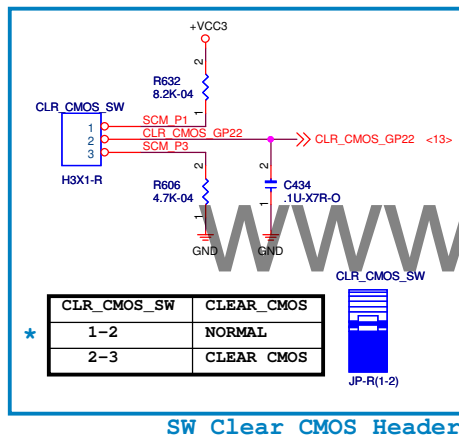 +VCC3
2
R632
8.2K-04
1
CLR_CMOS_SW
1
2
3
SCM_P1
CLR_CMOS_GP22
SCM_P3
CLR_CMOS_GP22 <13>
H3X1-R
2
R606
4.7K-04
1
GND
2
C434
.1U-X7R-O
1
GND
WWW
CLR_CMOS_SW
JP-R(1-2)
CLR_CMOS_SW CLEAR_CMOS
* 1-2 NORMAL
2-3 CLEAR CMOS
SW Clear CMOS Header